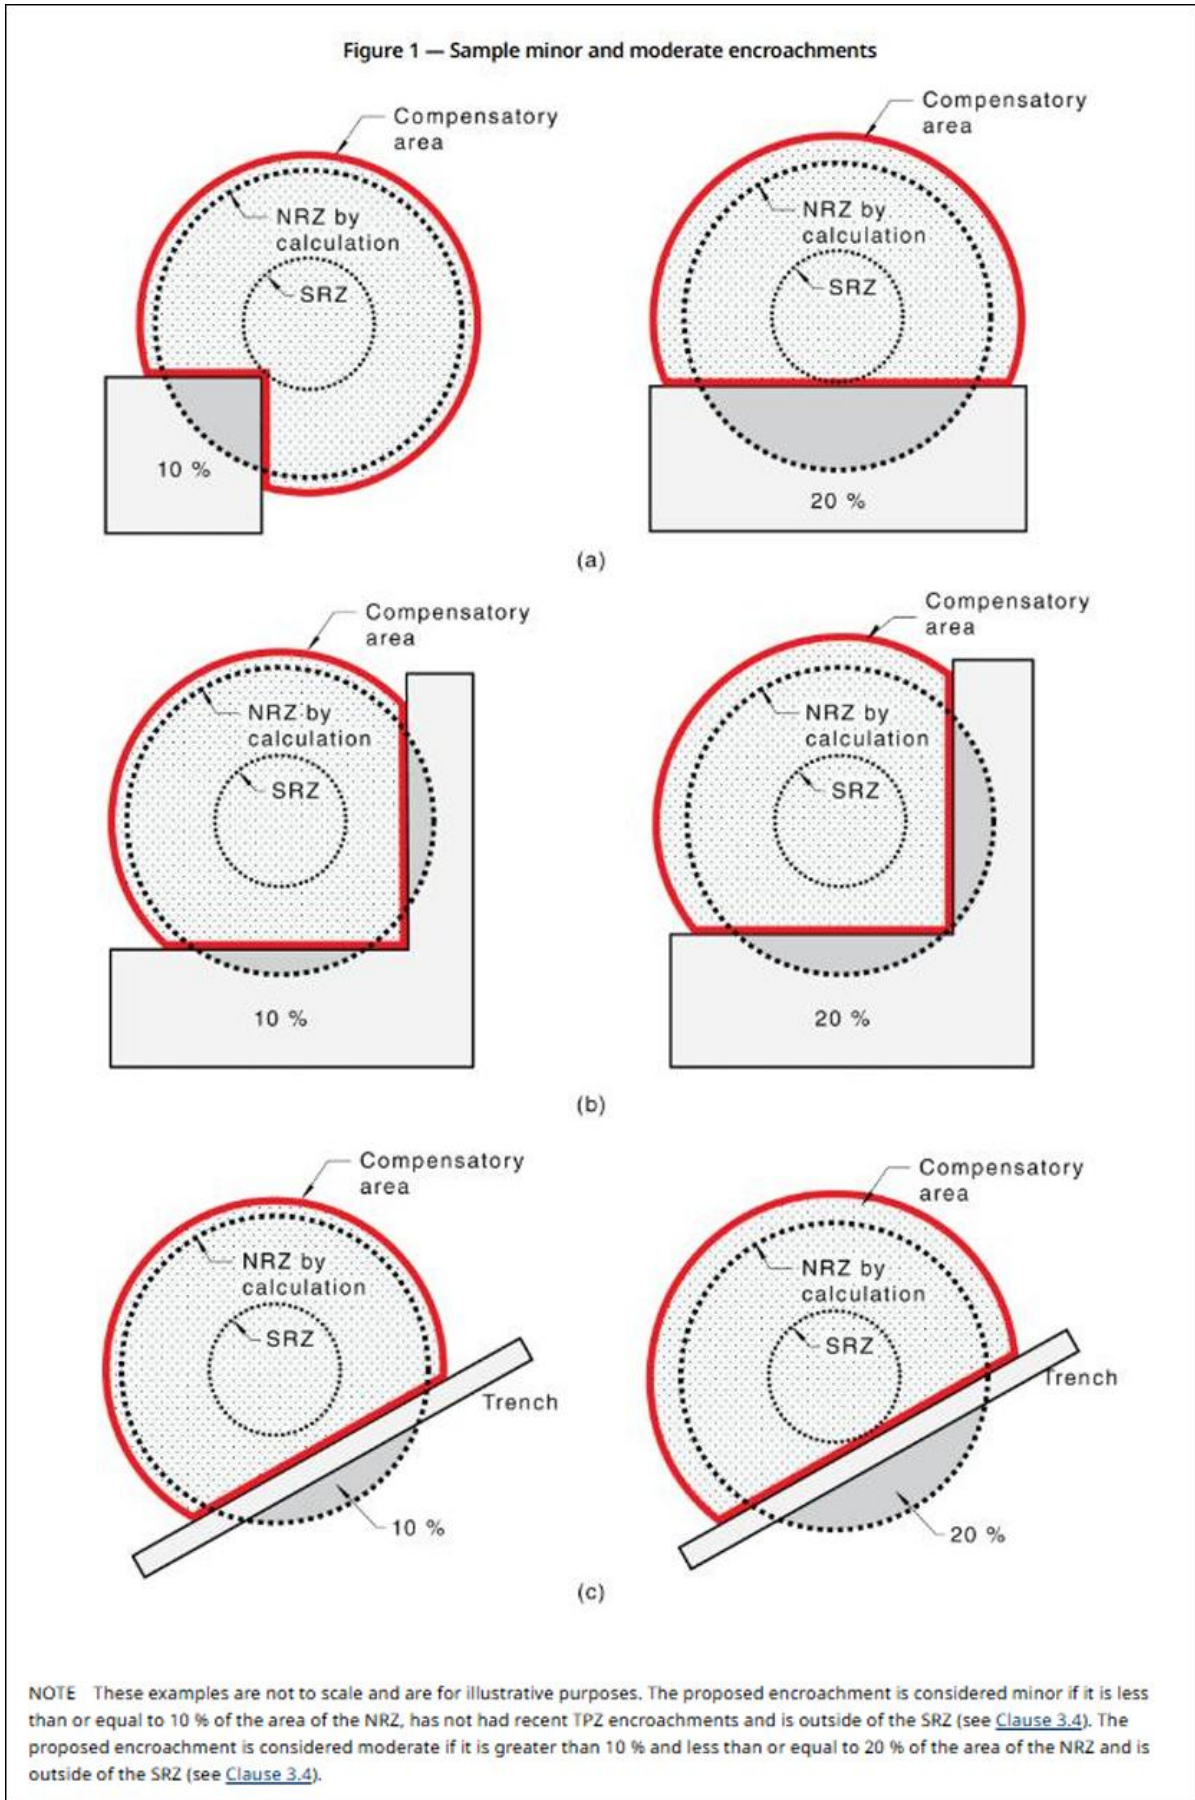 Figure 1 — Sample minor and moderate encroachments
Compensatory
area
NRZ by
calculation
SRZ
10 %
Compensatory
area
NRZ by
calculation
SRZ
20 %
(a)
Compensatory
area
NRZ by
calculation
SRZ
10 %
Compensatory
area
NRZ by
calculation
SRZ
20 %
(b)
Compensatory
area
NRZ by
calculation
SRZ
Trench
10 %
Compensatory
area
NRZ by
calculation
SRZ
Trench
20 %
(c)
NOTE These examples are not to scale and are for illustrative purposes. The proposed encroachment is considered minor if it is less
than or equal to 10 % of the area of the NRZ, has not had recent TPZ encroachments and is outside of the SRZ (see Clause 3.4). The
proposed encroachment is considered moderate if it is greater than 10 % and less than or equal to 20 % of the area of the NRZ and is
outside of the SRZ (see Clause 3.4).